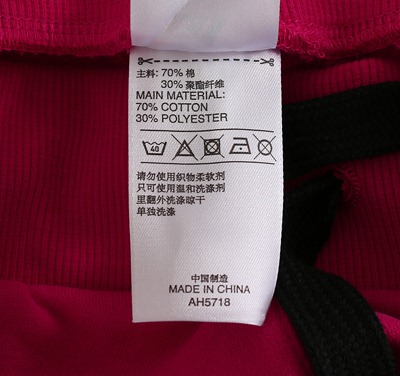 主料: 70% 棉
30% 聚酯纤维
MAIN MATERIAL:
70% COTTON
30% POLYESTER
40
请勿使用织物柔软剂
只可使用温和洗涤剂
里翻外洗涤晾干
单独洗涤
中国制造
MADE IN CHINA
AH5718